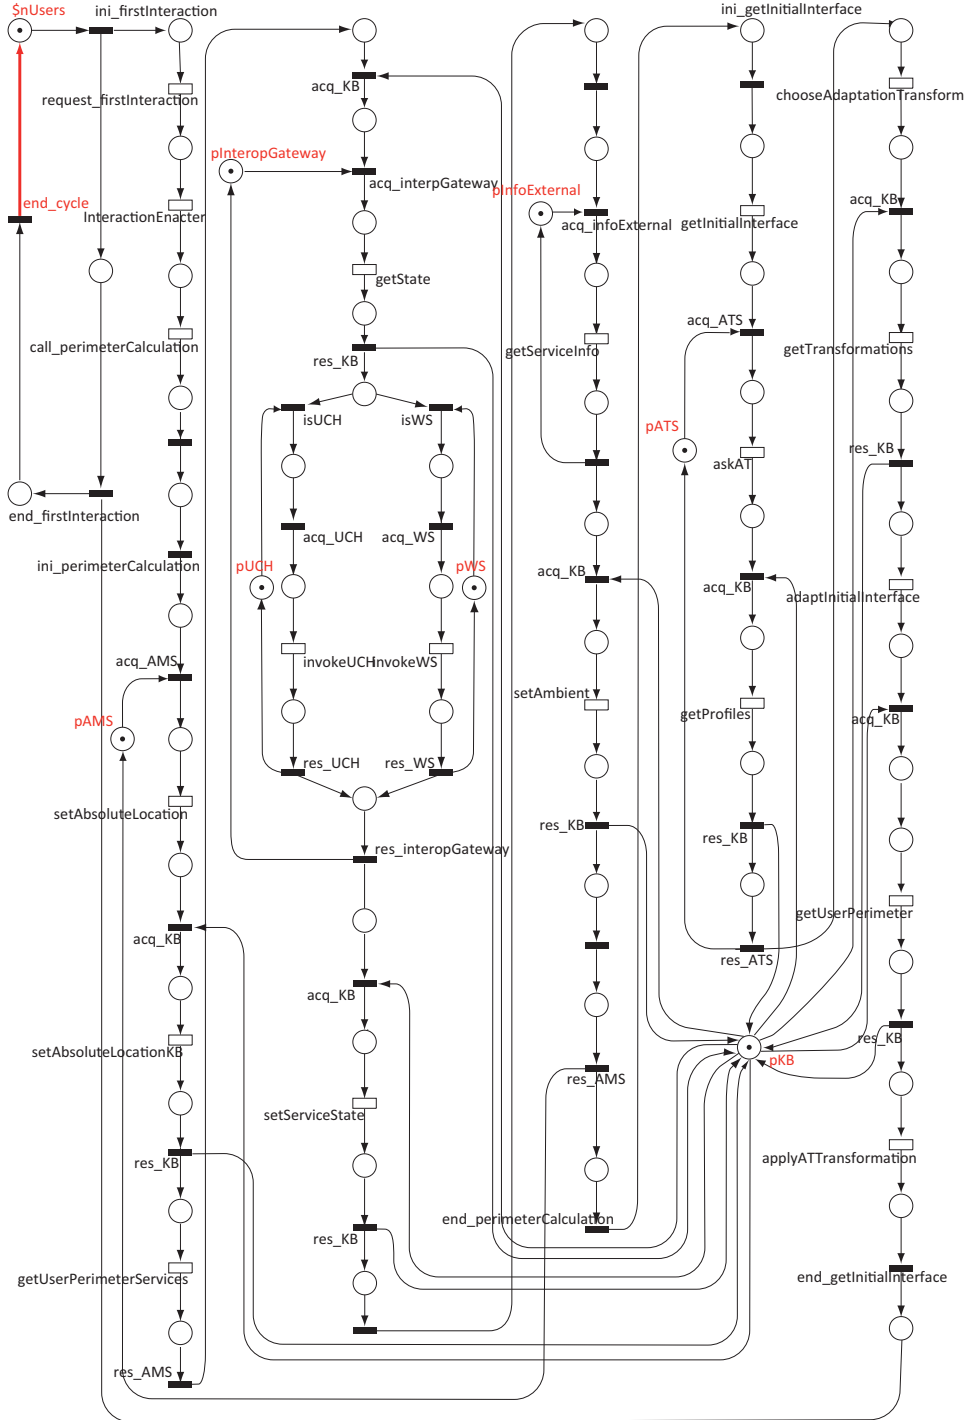 $nUsers
ini_firstInteraction
ini_getInitialInterface
request_firstInteraction
acq_KB
chooseAdaptationTransform
pInteropGateway
acq_interpGateway
pInfoExternal
acq_KB
end_cycle
InteractionEnacter
acq_infoExternal
getInitialInterface
getState
acq_ATS
call_perimeterCalculation
res_KB
getServiceInfo
getTransformations
isUCH
isWS
pATS
res_KB
askAT
end_firstInteraction
acq_UCH
acq_WS
ini_perimeterCalculation
pUCH
pWS
acq_KB
acq_KB
adaptInitialInterface
acq_AMS
invokeUCH
invokeWS
setAmbient
pAMS
getProfiles
acq_KB
res_UCH
res_WS
setAbsoluteLocation
res_KB
res_KB
res_interopGateway
getUserPerimeter
acq_KB
res_ATS
acq_KB
setAbsoluteLocationKB
res_KB
pKB
res_AMS
setServiceState
res_KB
applyATTransformation
end_perimeterCalculation
res_KB
getUserPerimeterServices
end_getInitialInterface
res_AMS